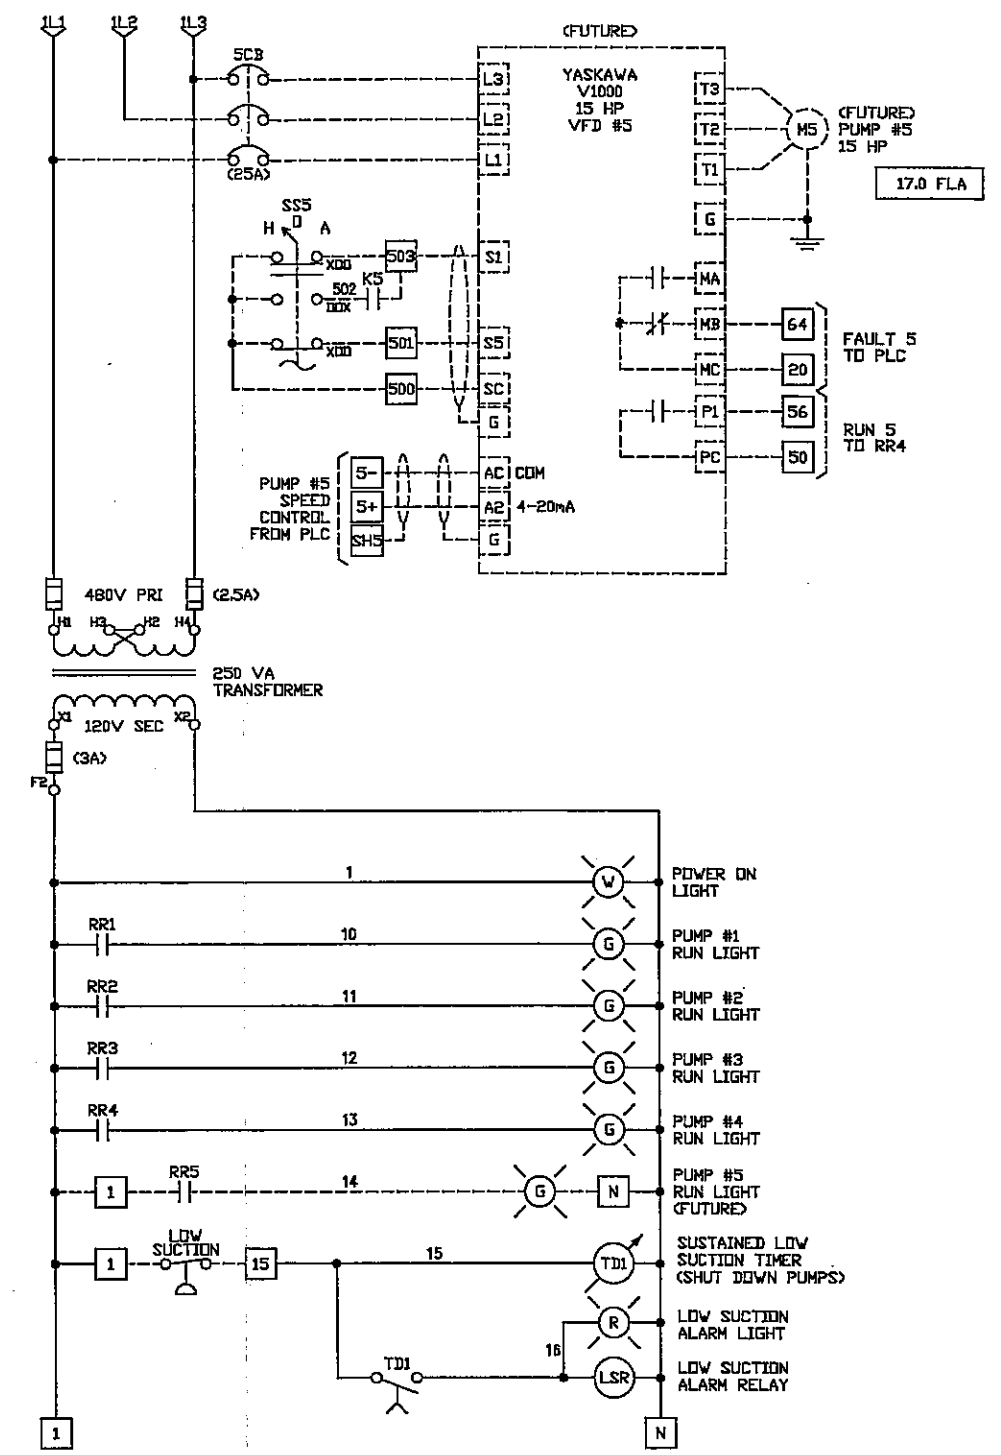 1L1
1L2
1L3
(FUTURE)
5CB
(25A)
L3
L2
L1
YASKAWA
V1000
15 HP
VFD #5
T3
T2
T1
G
M5
(FUTURE)
PUMP #5
15 HP
17.0 FLA
SS5
H O A
X00
503
S1
502
00X
K5
X00
501
S5
500
SC
G
MA
MB
64
MC
20
FAULT 5
TO PLC
P1
56
PC
50
RUN 5
TO RR4
PUMP #5
SPEED
CONTROL
FROM PLC
5-
5+
SH5
AC COM
A2 4-20mA
G
480V PRI
(2.5A)
H1 H3 H2 H4
250 VA
TRANSFORMER
X1 X2
120V SEC
(3A)
F2
1
W
POWER ON
LIGHT
RR1
10
G
PUMP #1
RUN LIGHT
RR2
11
G
PUMP #2
RUN LIGHT
RR3
12
G
PUMP #3
RUN LIGHT
RR4
13
G
PUMP #4
RUN LIGHT
1
RR5
14
G
N
PUMP #5
RUN LIGHT
(FUTURE)
1
LOW
SUCTION
15
15
TD1
SUSTAINED LOW
SUCTION TIMER
(SHUT DOWN PUMPS)
R
LOW SUCTION
ALARM LIGHT
16
TD1
LSR
LOW SUCTION
ALARM RELAY
1
N